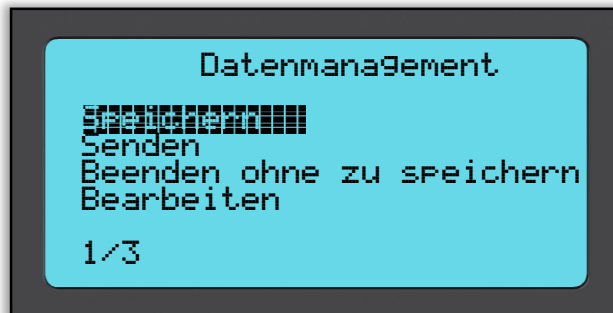 Datenmanagement
Speichern
Senden
Beenden ohne zu speichern
Bearbeiten
1/3